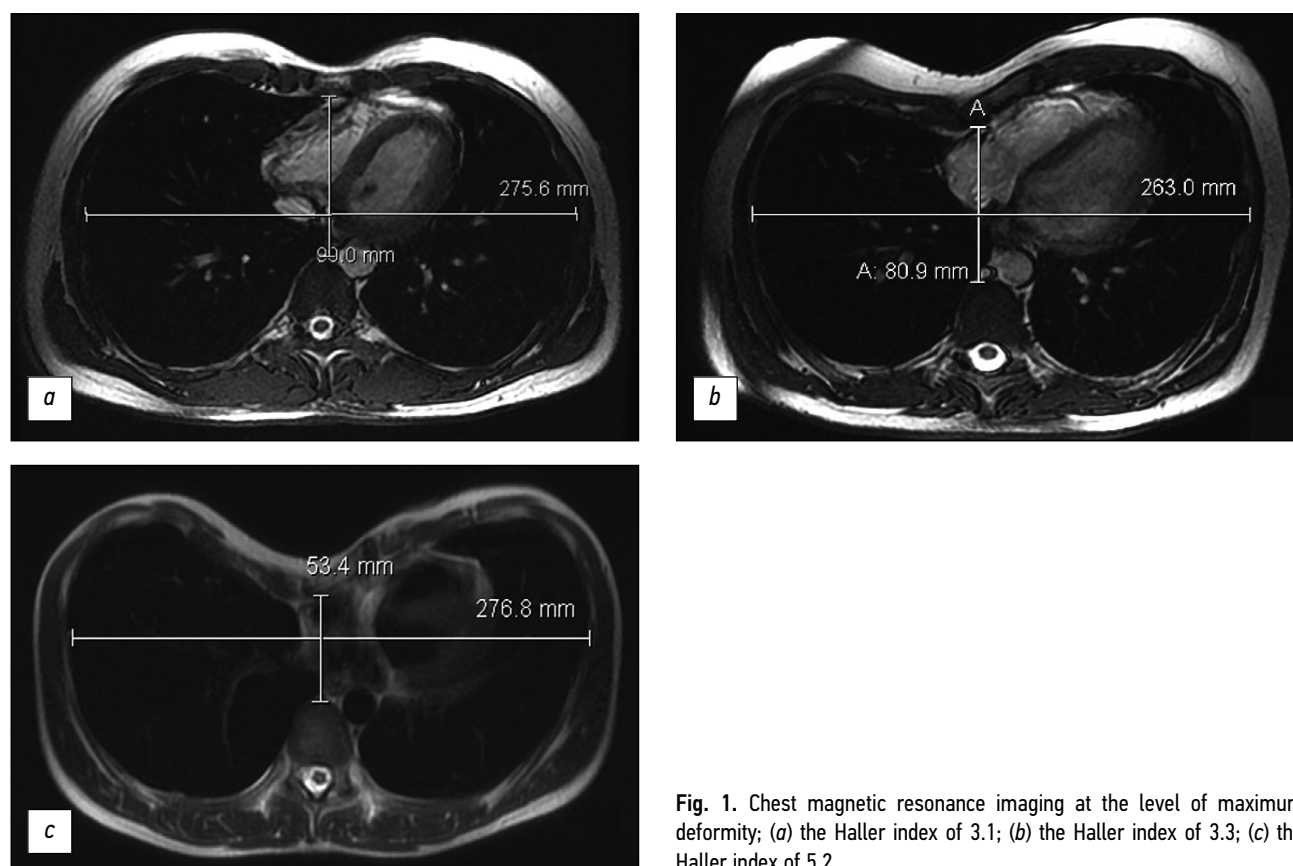 275.6 mm
90.0 mm
a
A
263.0 mm
A: 80.9 mm
b
53.4 mm
276.8 mm
c
Fig. 1. Chest magnetic resonance imaging at the level of maximum
deformity; (a) the Haller index of 3.1; (b) the Haller index of 3.3; (c) th
Haller index of 5.2